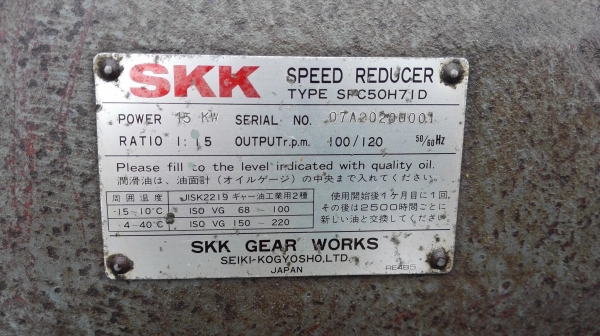 SKK SPEED REDUCER
TYPE SPC50H71D
POWER 15 KW SERIAL NO. 07A2020U001
RATIO 1:15 OUTPUT r.p.m. 100/120 50/60Hz
Please fill to the level indicated with quality oil.
潤滑油は、油面計(オイルゲージ)の中央まで入れてください。
周囲温度 JISK2219 ギャー油工業用2種
-15-10°C ISO VG 68 - 100
4-40°C ISO VG 150 - 220
使用開始後1ヶ月目に1回,
その後は2500時間ごとに
新しい油と交換してください
SKK GEAR WORKS
SEIKI-KOGYOSHO,LTD.
JAPAN
RE4B5